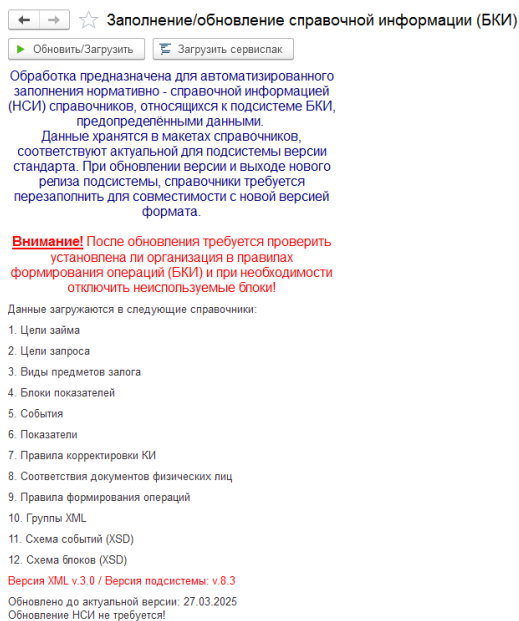 Заполнение/обновление справочной информации (БКИ)
Обновить/Загрузить
Загрузить сервиспак
Обработка предназначена для автоматизированного
заполнения нормативно - справочной информацией
(НСИ) справочников, относящихся к подсистеме БКИ,
предопределёнными данными.
Данные хранятся в макетах справочников,
соответствуют актуальной для подсистемы версии
стандарта. При обновлении версии и выходе нового
релиза подсистемы, справочники требуется
перезаполнить для совместимости с новой версией
формата.
Внимание! После обновления требуется проверить
установлена ли организация в правилах
формирования операций (БКИ) и при необходимости
отключить неиспользуемые блоки!
Данные загружаются в следующие справочники:
1. Цели займа
2. Цели запроса
3. Виды предметов залога
4. Блоки показателей
5. События
6. Показатели
7. Правила корректировки КИ
8. Соответствия документов физических лиц
9. Правила формирования операций
10. Группы XML
11. Схема событий (XSD)
12. Схема блоков (XSD)
Версия XML v.3.0 / Версия подсистемы: v.8.3
Обновлено до актуальной версии: 27.03.2025
Обновление НСИ не требуется!